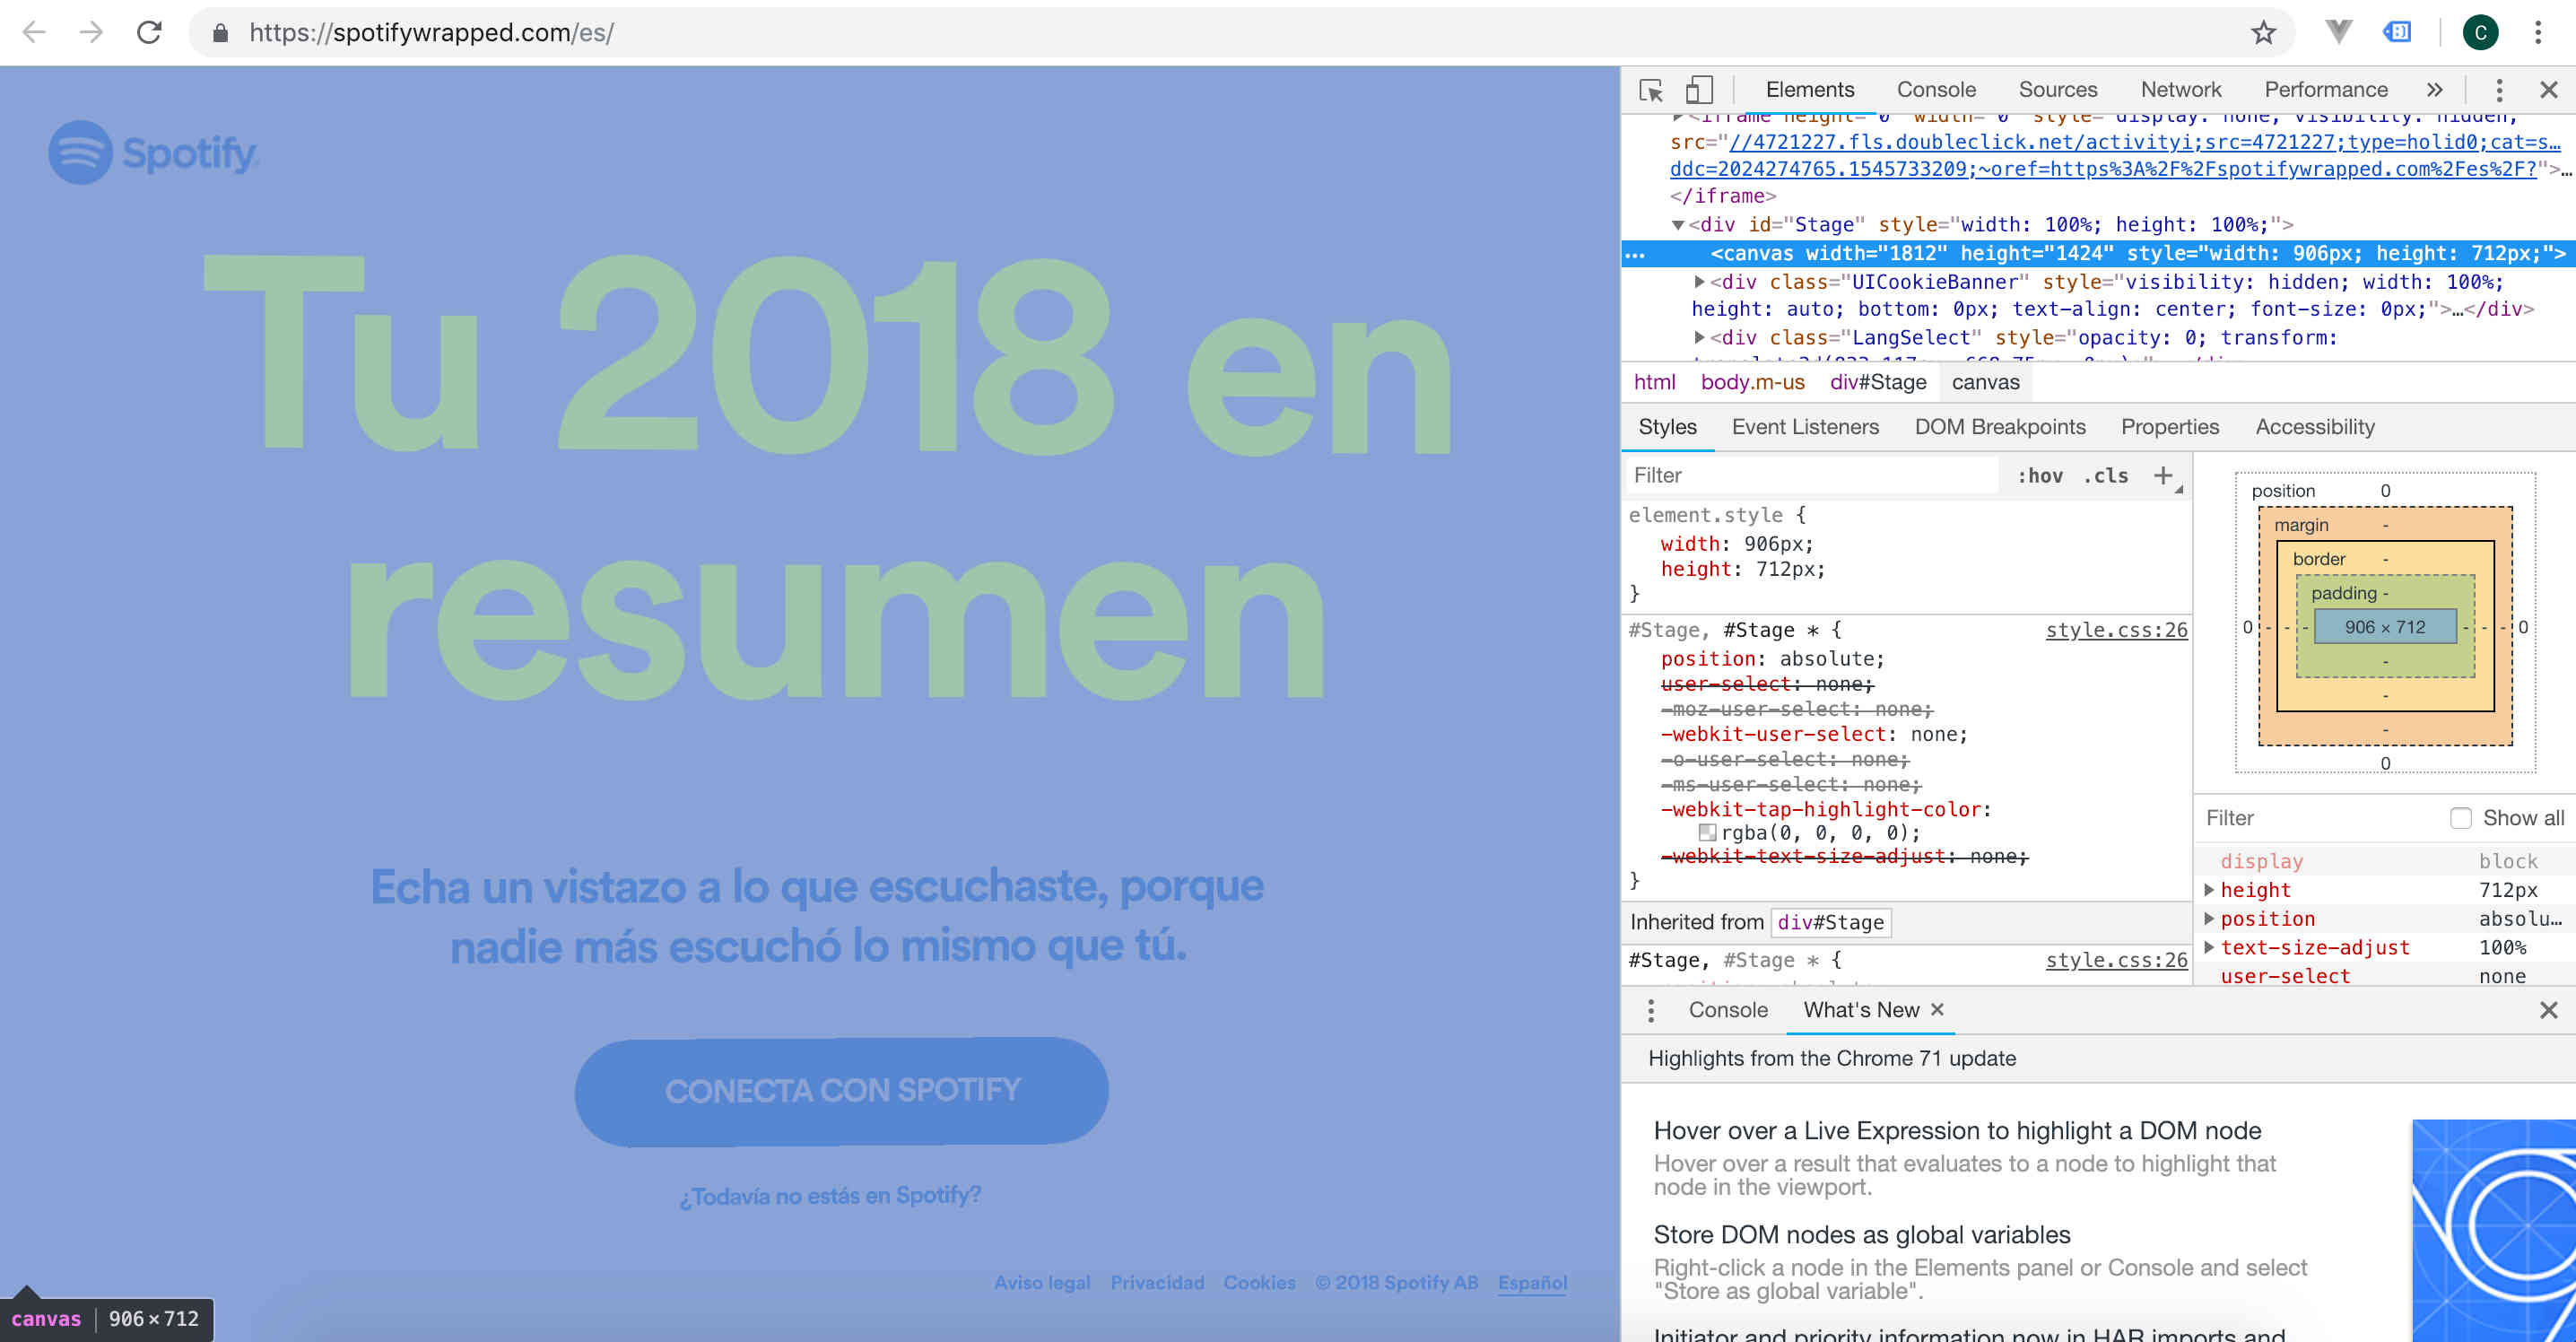 https://spotifywrapped.com/es/
C
Spotify
Tu 2018 en
resumen
Echa un vistazo a lo que escuchaste, porque
nadie más escuchó lo mismo que tú.
CONECTA CON SPOTIFY
¿Todavía no estás en Spotify?
Aviso legal Privacidad Cookies © 2018 Spotify AB Español
canvas 906 × 712
Elements Console Sources Network Performance »
<iframe height="0" width="0" style="display: none; visibility: hidden;
src="//4721227.fls.doubleclick.net/activityi;src=4721227;type=holid0;cat=s…
ddc=2024274765.1545733209;~oref=https%3A%2F%2Fspotifywrapped.com%2Fes%2F?">…
</iframe>
▼<div id="Stage" style="width: 100%; height: 100%;">
… <canvas width="1812" height="1424" style="width: 906px; height: 712px;">
▶<div class="UICookieBanner" style="visibility: hidden; width: 100%;
height: auto; bottom: 0px; text-align: center; font-size: 0px;">…</div>
▶<div class="LangSelect" style="opacity: 0; transform:
html body.m-us div#Stage canvas
Styles Event Listeners DOM Breakpoints Properties Accessibility
Filter :hov .cls +
element.style {
width: 906px;
height: 712px;
}
#Stage, #Stage * { style.css:26
position: absolute;
user-select: none;
-moz-user-select: none;
-webkit-user-select: none;
-o-user-select: none;
-ms-user-select: none;
-webkit-tap-highlight-color:
rgba(0, 0, 0, 0);
-webkit-text-size-adjust: none;
}
Inherited from div#Stage
#Stage, #Stage * { style.css:26
position 0
margin -
border -
padding -
0 - - - 906 × 712 - - - 0
-
-
-
0
Filter Show all
display block
▶ height 712px
▶ position absolu…
▶ text-size-adjust 100%
user-select none
Console What's New ×
Highlights from the Chrome 71 update
Hover over a Live Expression to highlight a DOM node
Hover over a result that evaluates to a node to highlight that
node in the viewport.
Store DOM nodes as global variables
Right-click a node in the Elements panel or Console and select
"Store as global variable".
Initiator and priority information now in HAR imports and